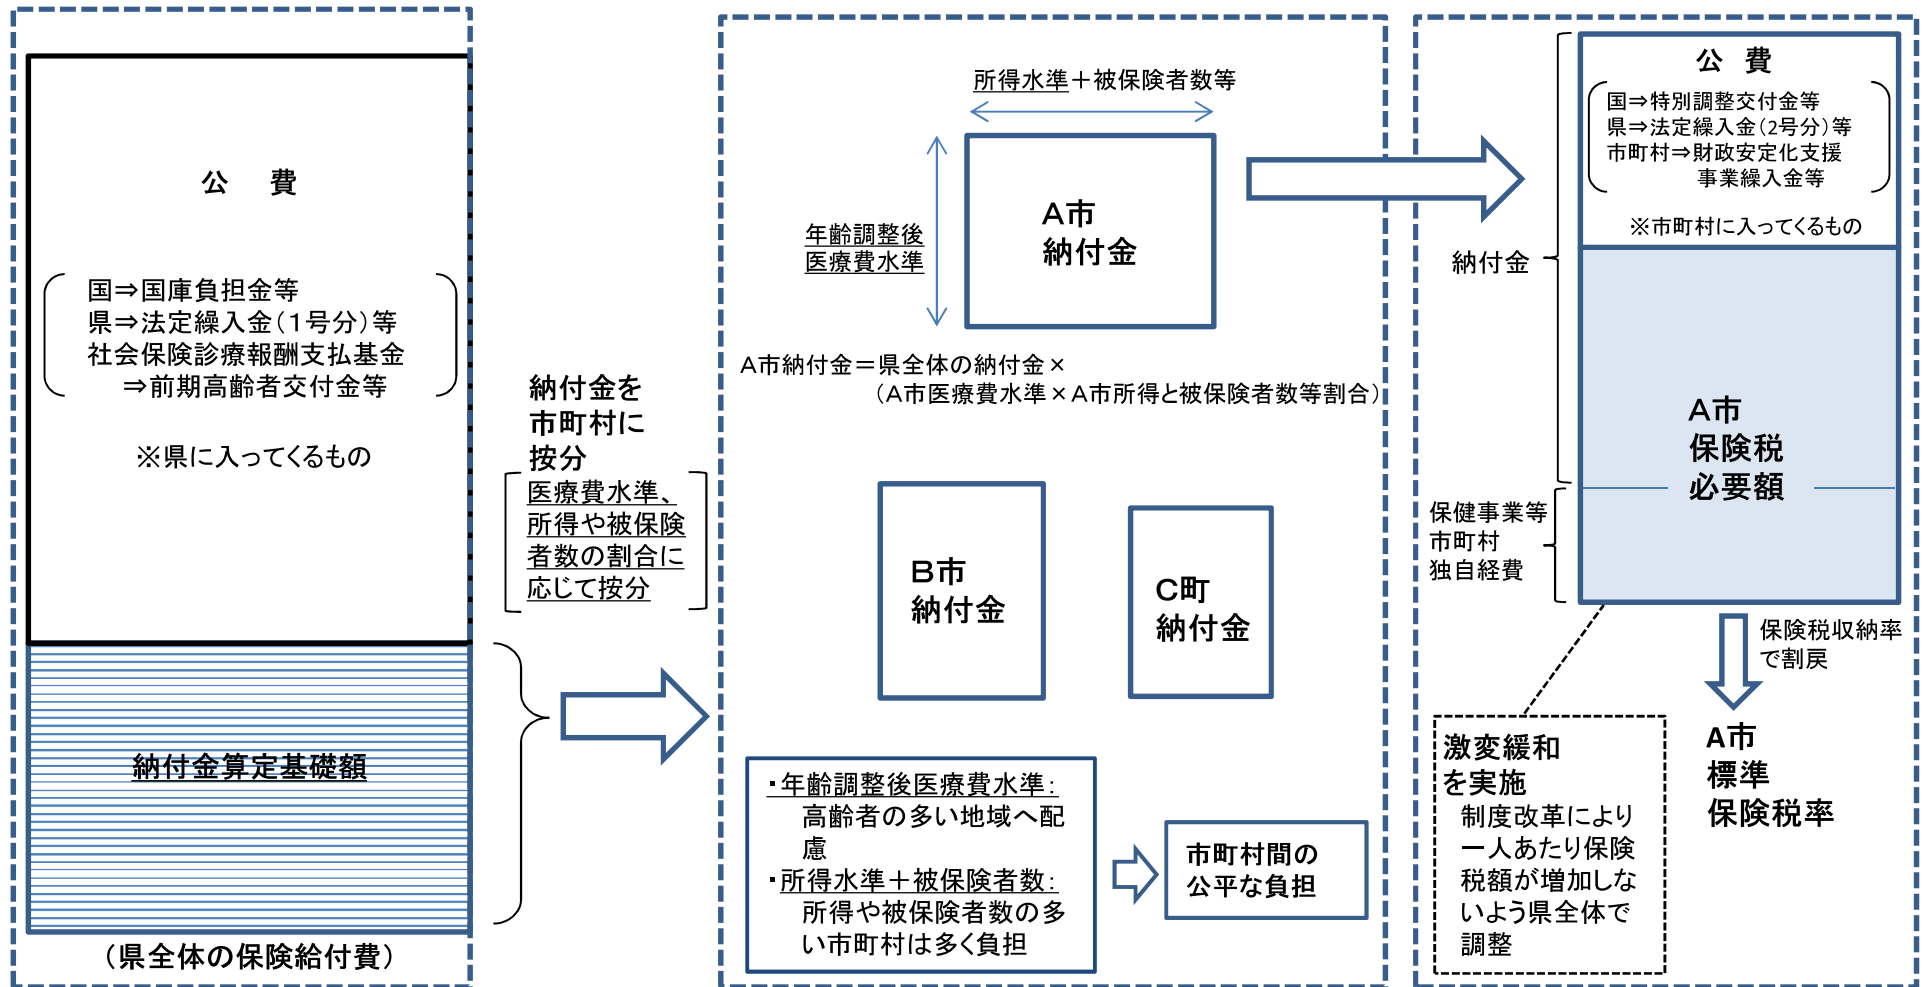 公　費
国⇒国庫負担金等
県⇒法定繰入金（１号分）等
社会保険診療報酬支払基金
⇒前期高齢者交付金等
※県に入ってくるもの
納付金算定基礎額
（県全体の保険給付費）
納付金を
市町村に
按分
医療費水準、
所得や被保険
者数の割合に
応じて按分
所得水準＋被保険者数等
年齢調整後
医療費水準
Ａ市
納付金
Ａ市納付金＝県全体の納付金×
（Ａ市医療費水準×Ａ市所得と被保険者数等割合）
Ｂ市
納付金
Ｃ町
納付金
・年齢調整後医療費水準：
高齢者の多い地域へ配
慮
・所得水準＋被保険者数：
所得や被保険者数の多
い市町村は多く負担
市町村間の
公平な負担
公　費
国⇒特別調整交付金等
県⇒法定繰入金（2号分）等
市町村⇒財政安定化支援
事業繰入金等
※市町村に入ってくるもの
納付金
Ａ市
保険税
必要額
保健事業等
市町村
独自経費
保険税収納率
で割戻
Ａ市
標準
保険税率
激変緩和
を実施
制度改革により
一人あたり保険
税額が増加しな
いよう県全体で
調整